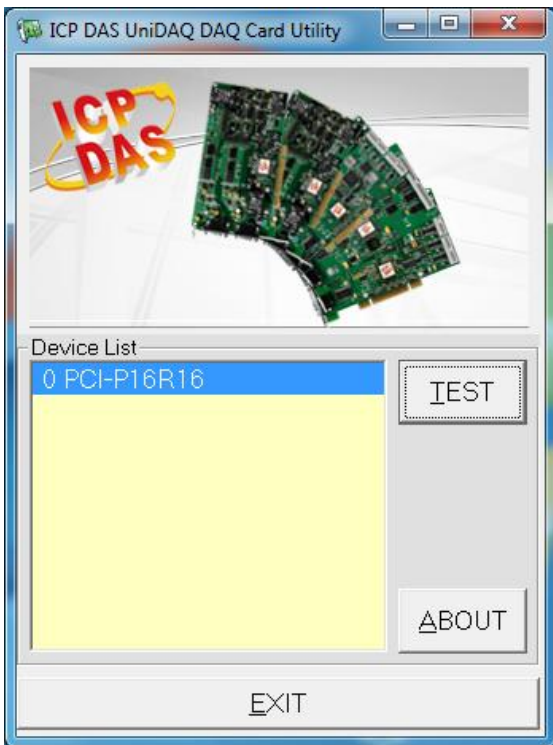 ICP DAS UniDAQ DAQ Card Utility
ICP
DAS
Device List
0 PCI-P16R16
TEST
ABOUT
EXIT